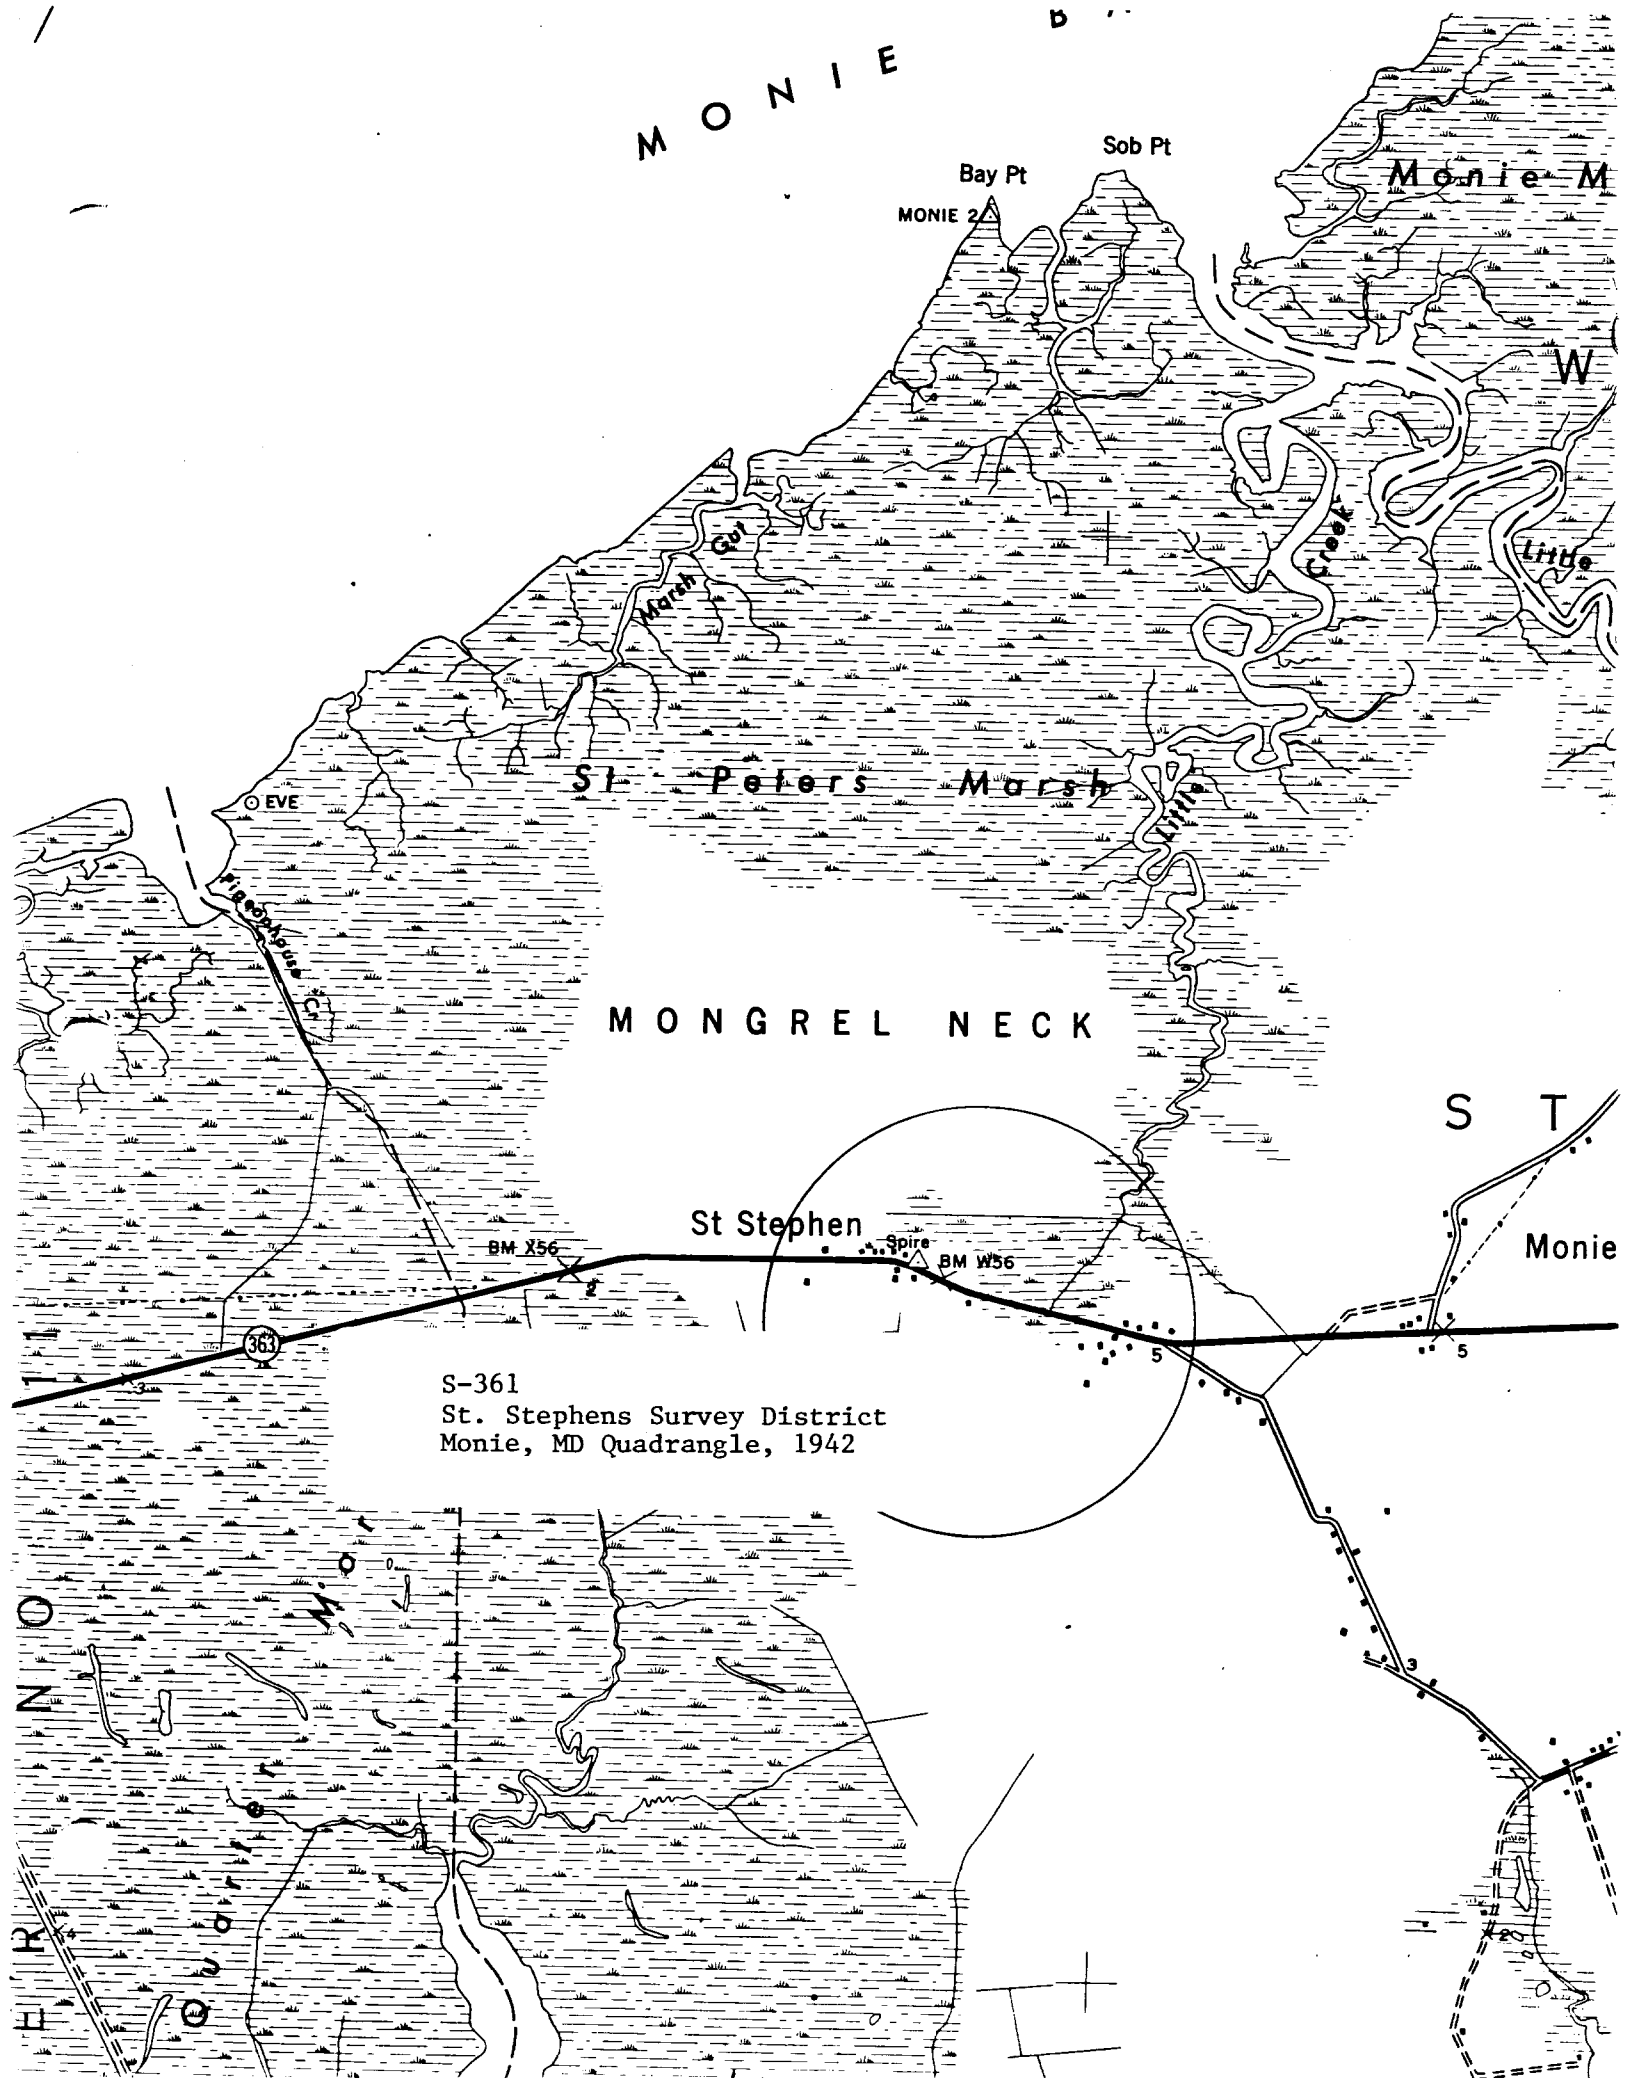 MONIE B
Sob Pt
Bay Pt
MONIE 2
Monie M
W
Gut
Marsh
Creek
Little
St Peters Marsh
Little
EVE
Pigeonhouse Cr
MONGREL NECK
S T
St Stephen
Spire
BM X56
BM W56
Monie
2
363
3
5
5
S-361
St. Stephens Survey District
Monie, MD Quadrangle, 1942
3
4
2
Quarter
E R N O